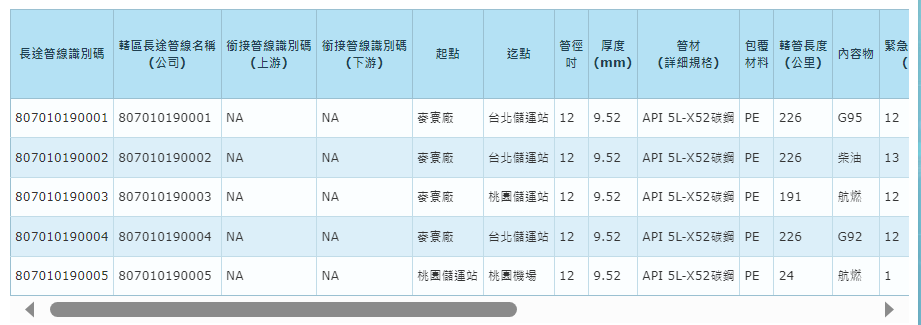 長途管線識別碼 轄區長途管線名稱(公司) 銜接管線識別碼(上游) 銜接管線識別碼(下游) 起點 迄點 管徑吋 厚度(mm) 管材(詳細規格) 包覆材料 轄管長度(公里) 內容物 緊急
807010190001 807010190001 NA NA 麥寮廠 台北儲運站 12 9.52 API 5L-X52碳鋼 PE 226 G95 12
807010190002 807010190002 NA NA 麥寮廠 台北儲運站 12 9.52 API 5L-X52碳鋼 PE 226 柴油 13
807010190003 807010190003 NA NA 麥寮廠 桃園儲運站 12 9.52 API 5L-X52碳鋼 PE 191 航燃 12
807010190004 807010190004 NA NA 麥寮廠 台北儲運站 12 9.52 API 5L-X52碳鋼 PE 226 G92 12
807010190005 807010190005 NA NA 桃園儲運站 桃園機場 12 9.52 API 5L-X52碳鋼 PE 24 航燃 1